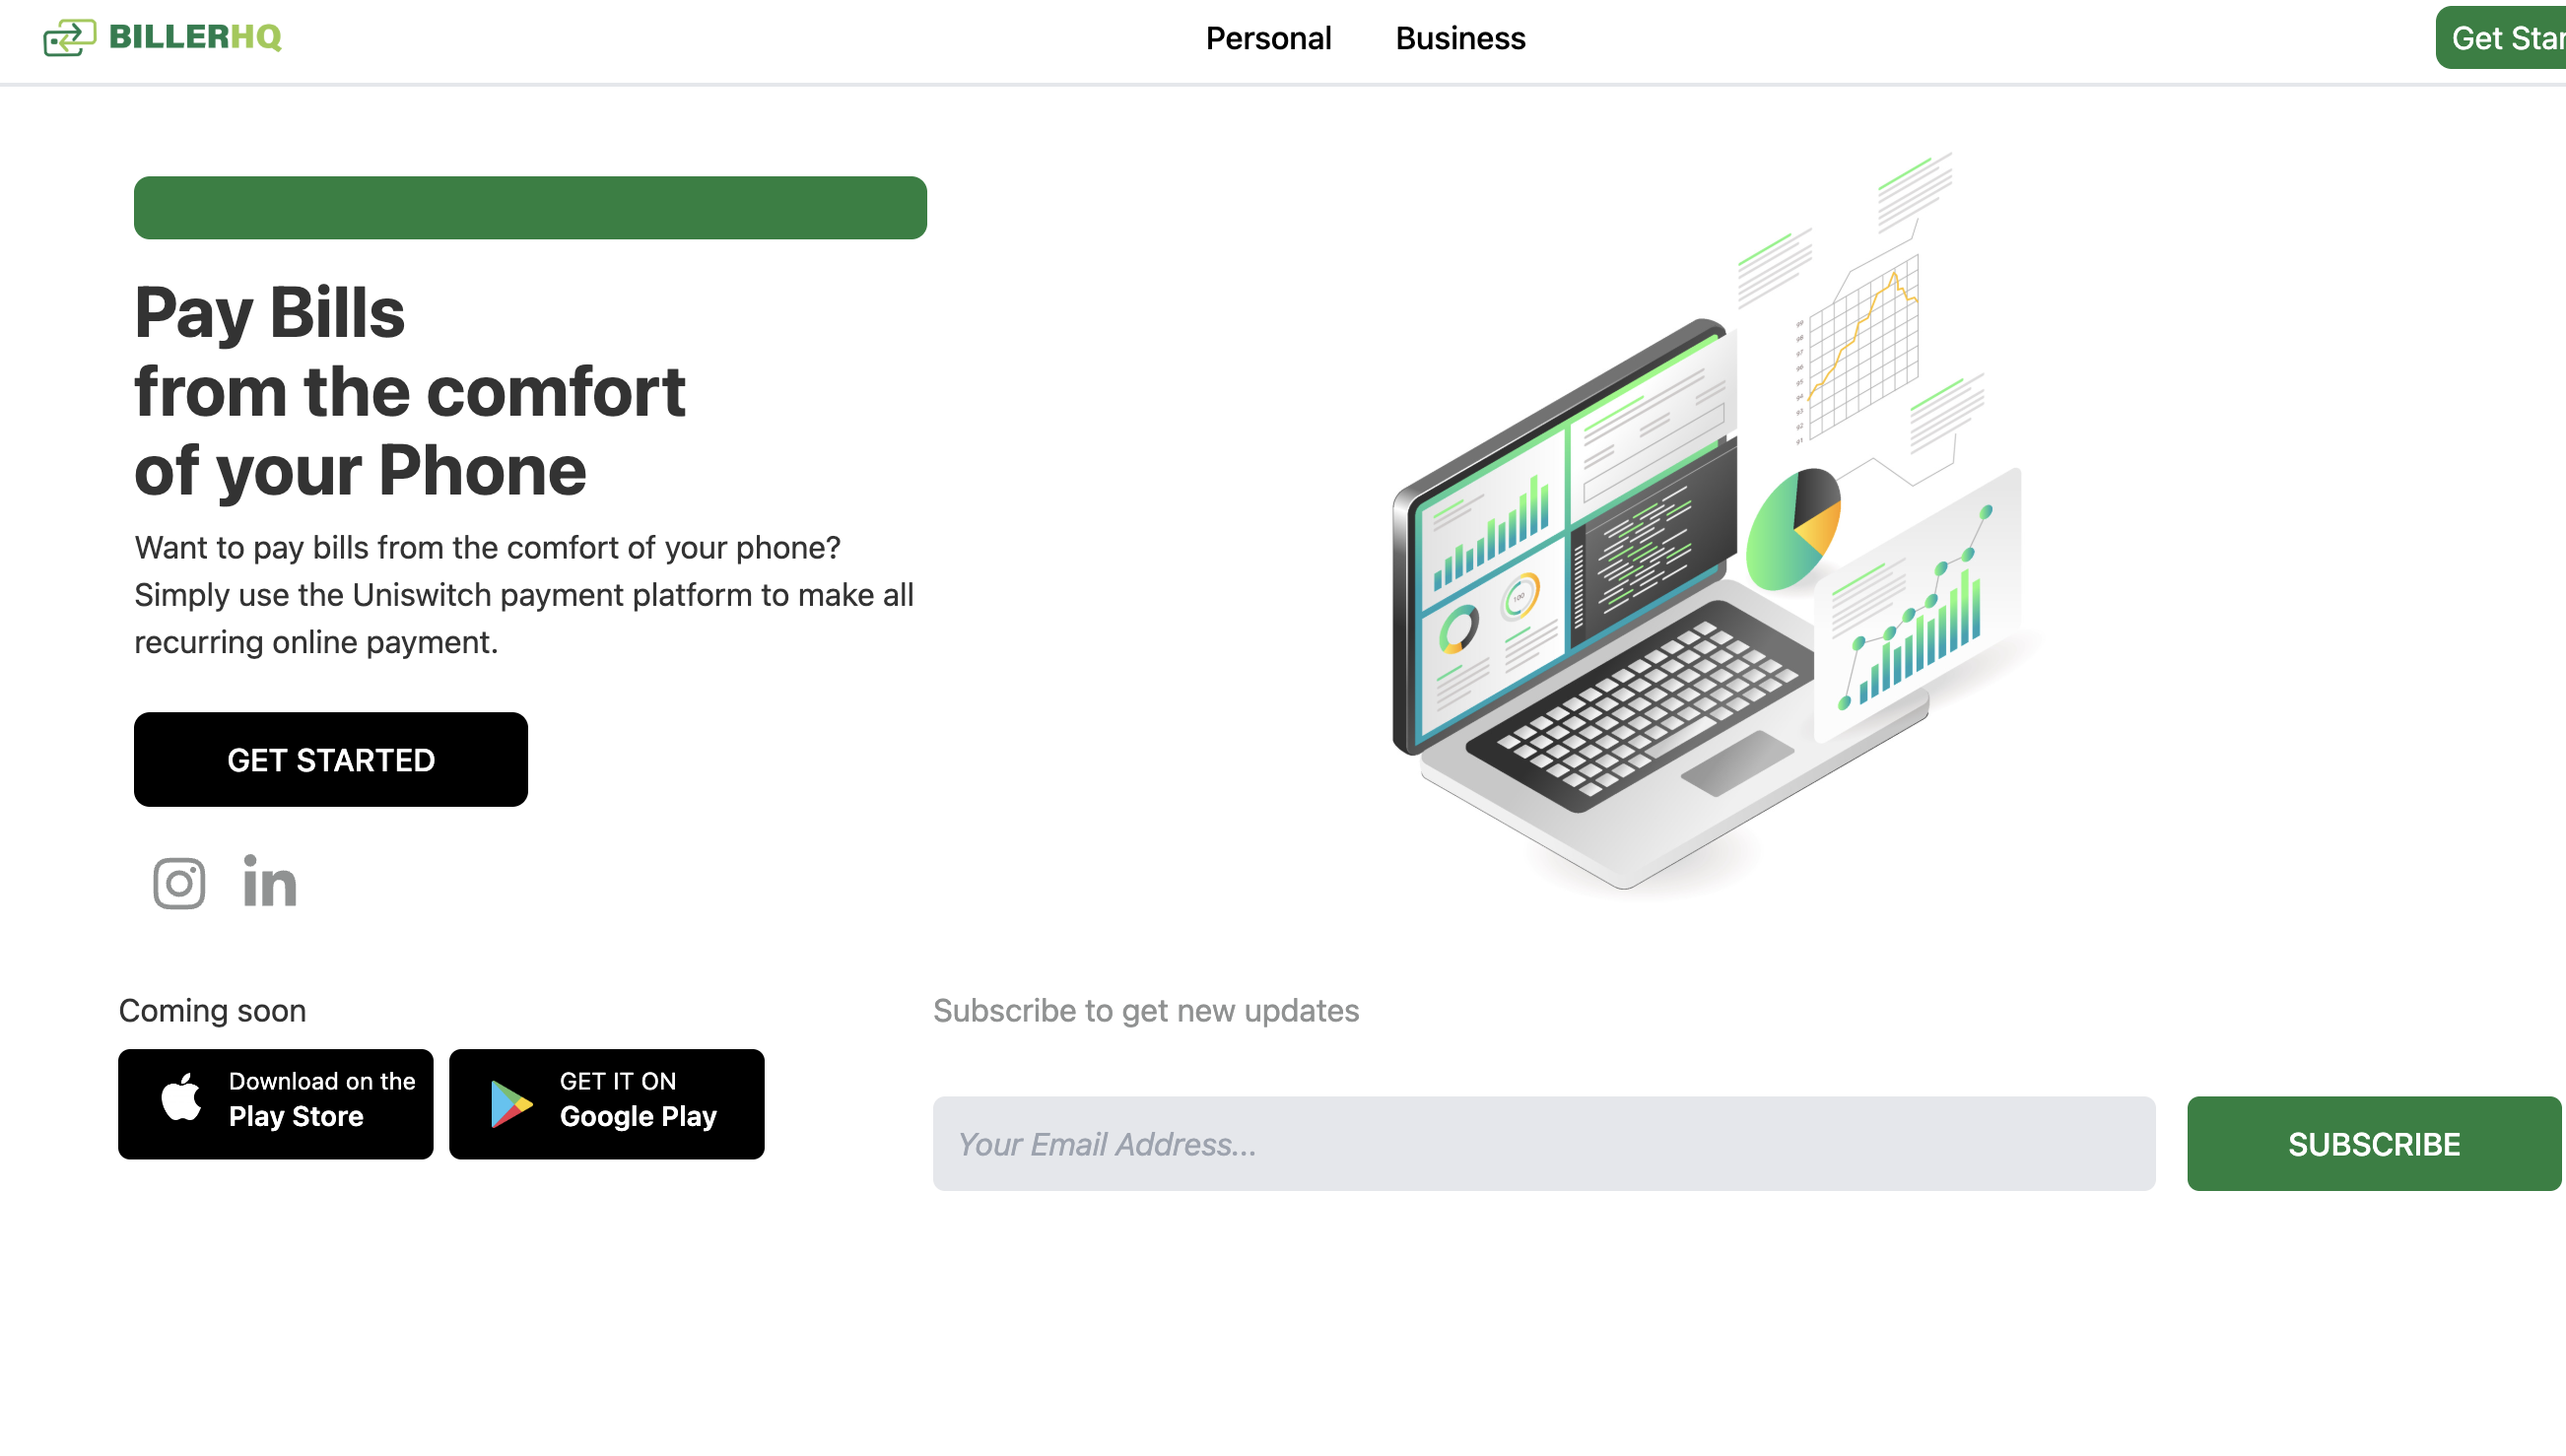 BILLERHQ
Personal
Business
Get Star
Pay Bills
from the comfort
of your Phone
Want to pay bills from the comfort of your phone?
Simply use the Uniswitch payment platform to make all
recurring online payment.
GET STARTED
in
Coming soon
Download on the
Play Store
GET IT ON
Google Play
Subscribe to get new updates
Your Email Address...
SUBSCRIBE
100